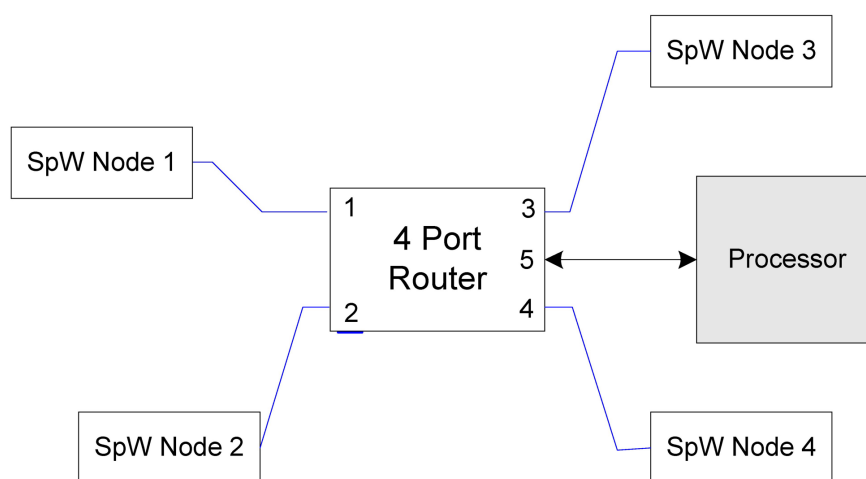 SpW Node 3
SpW Node 1
1
3
4 Port
Router
5
Processor
2
4
SpW Node 2
SpW Node 4